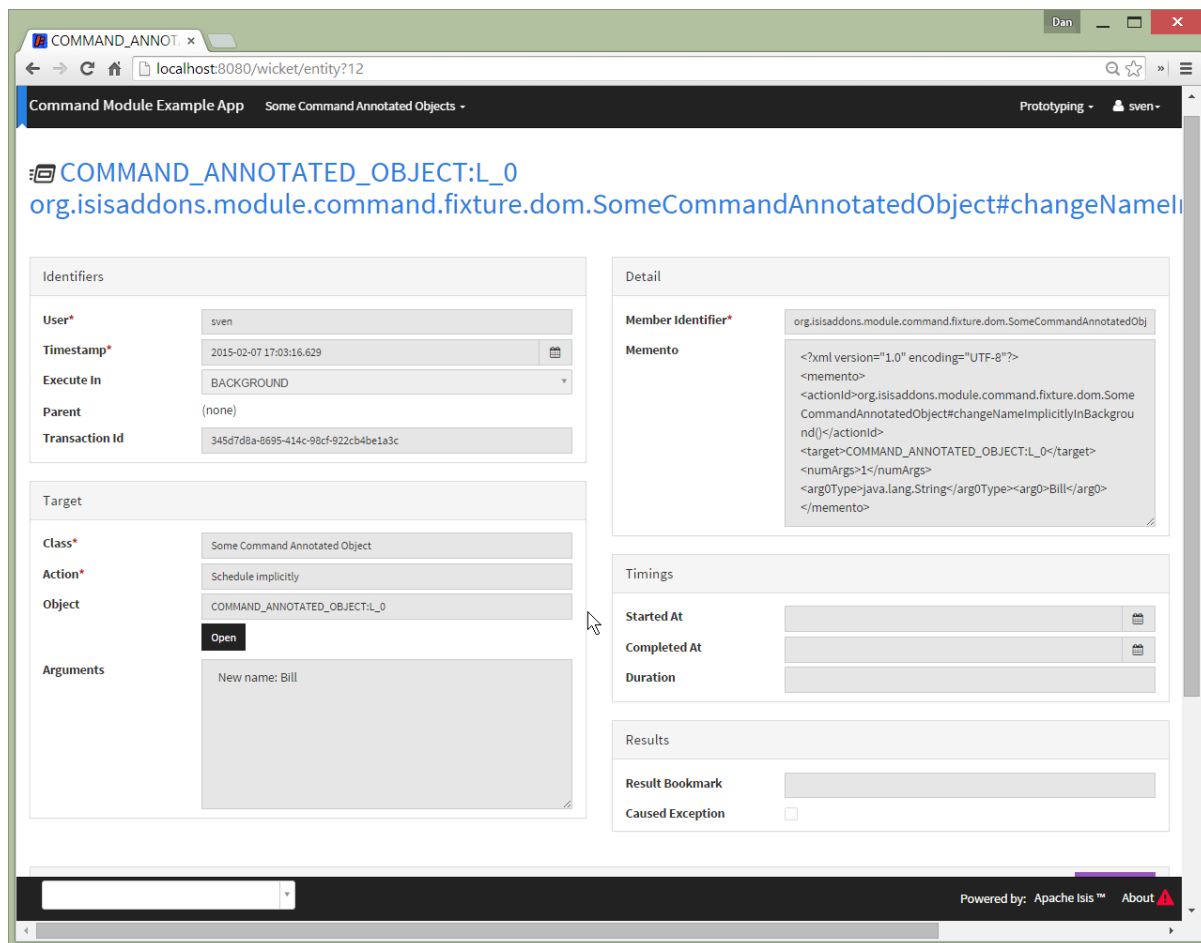 Dan
COMMAND_ANNOT
localhost:8080/wicket/entity?12
Command Module Example App Some Command Annotated Objects Prototyping sven
COMMAND_ANNOTATED_OBJECT:L_0
org.isisaddons.module.command.fixture.dom.SomeCommandAnnotatedObject#changeNameI
Identifiers
User* sven
Timestamp* 2015-02-07 17:03:16.629
Execute In BACKGROUND
Parent (none)
Transaction Id 345d7d8a-8695-414c-98cf-922cb4be1a3c
Target
Class* Some Command Annotated Object
Action* Schedule implicitly
Object COMMAND_ANNOTATED_OBJECT:L_0
Open
Arguments New name: Bill
Detail
Member Identifier* org.isisaddons.module.command.fixture.dom.SomeCommandAnnotatedObj
Memento <?xml version="1.0" encoding="UTF-8"?>
<memento>
<actionId>org.isisaddons.module.command.fixture.dom.Some
CommandAnnotatedObject#changeNameImplicitlyInBackgrou
nd()</actionId>
<target>COMMAND_ANNOTATED_OBJECT:L_0</target>
<numArgs>1</numArgs>
<arg0Type>java.lang.String</arg0Type><arg0>Bill</arg0>
</memento>
Timings
Started At
Completed At
Duration
Results
Result Bookmark
Caused Exception
Powered by: Apache Isis ™ About